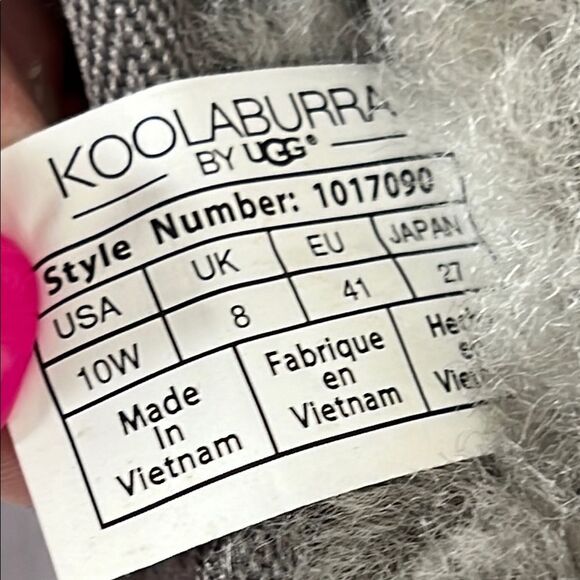 KOOLABURRA
BY UGG®
Style Number: 1017090
USA UK EU JAPAN
10W 8 41 27
Made In Vietnam
Fabrique en Vietnam